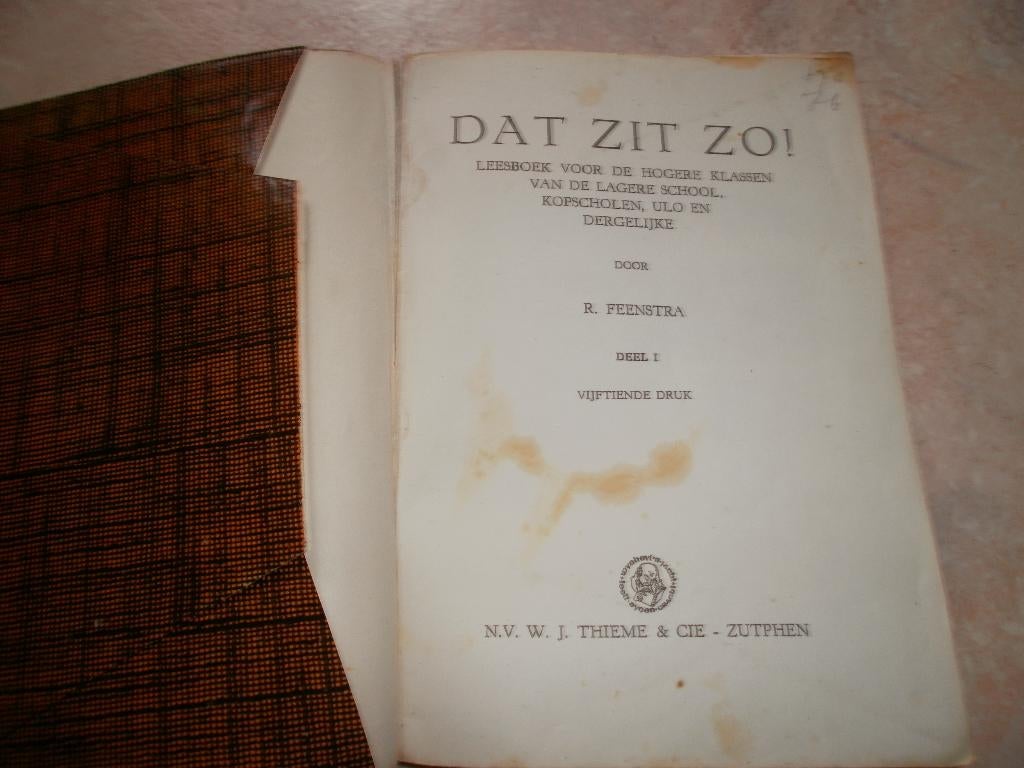 DAT ZIT ZO!
LEESBOEK VOOR DE HOGERE KLASSEN
VAN DE LAGERE SCHOOL,
KOPSCHOLEN, ULO EN
DERGELIJKE
DOOR
R. FEENSTRA
DEEL I
VIJFTIENDE DRUK
N.V. W. J. THIEME & CIE - ZUTPHEN